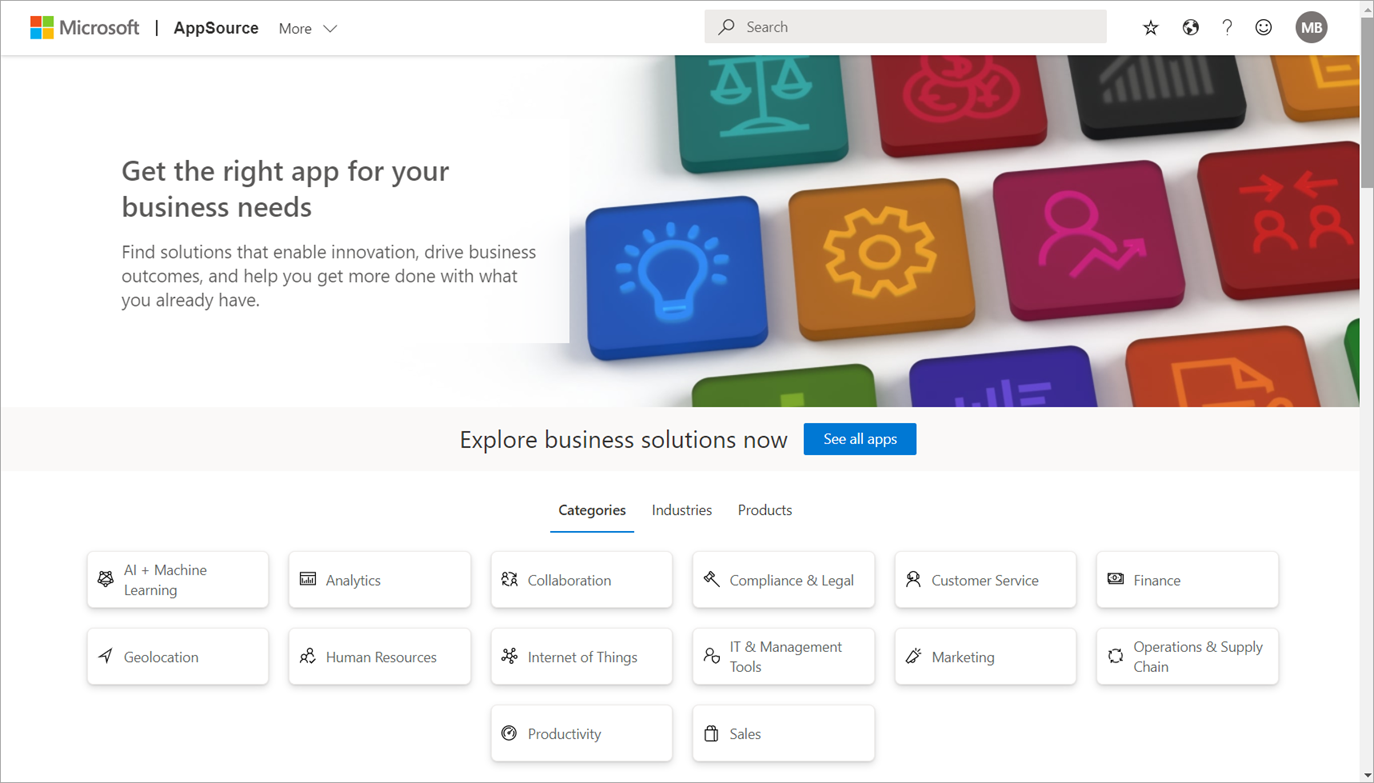 Microsoft | AppSource More
Search
MB
Get the right app for your
business needs
Find solutions that enable innovation, drive business
outcomes, and help you get more done with what
you already have.
Explore business solutions now
See all apps
Categories Industries Products
AI + Machine
Learning
Analytics
Collaboration
Compliance & Legal
Customer Service
Finance
Geolocation
Human Resources
Internet of Things
IT & Management
Tools
Marketing
Operations & Supply
Chain
Productivity
Sales